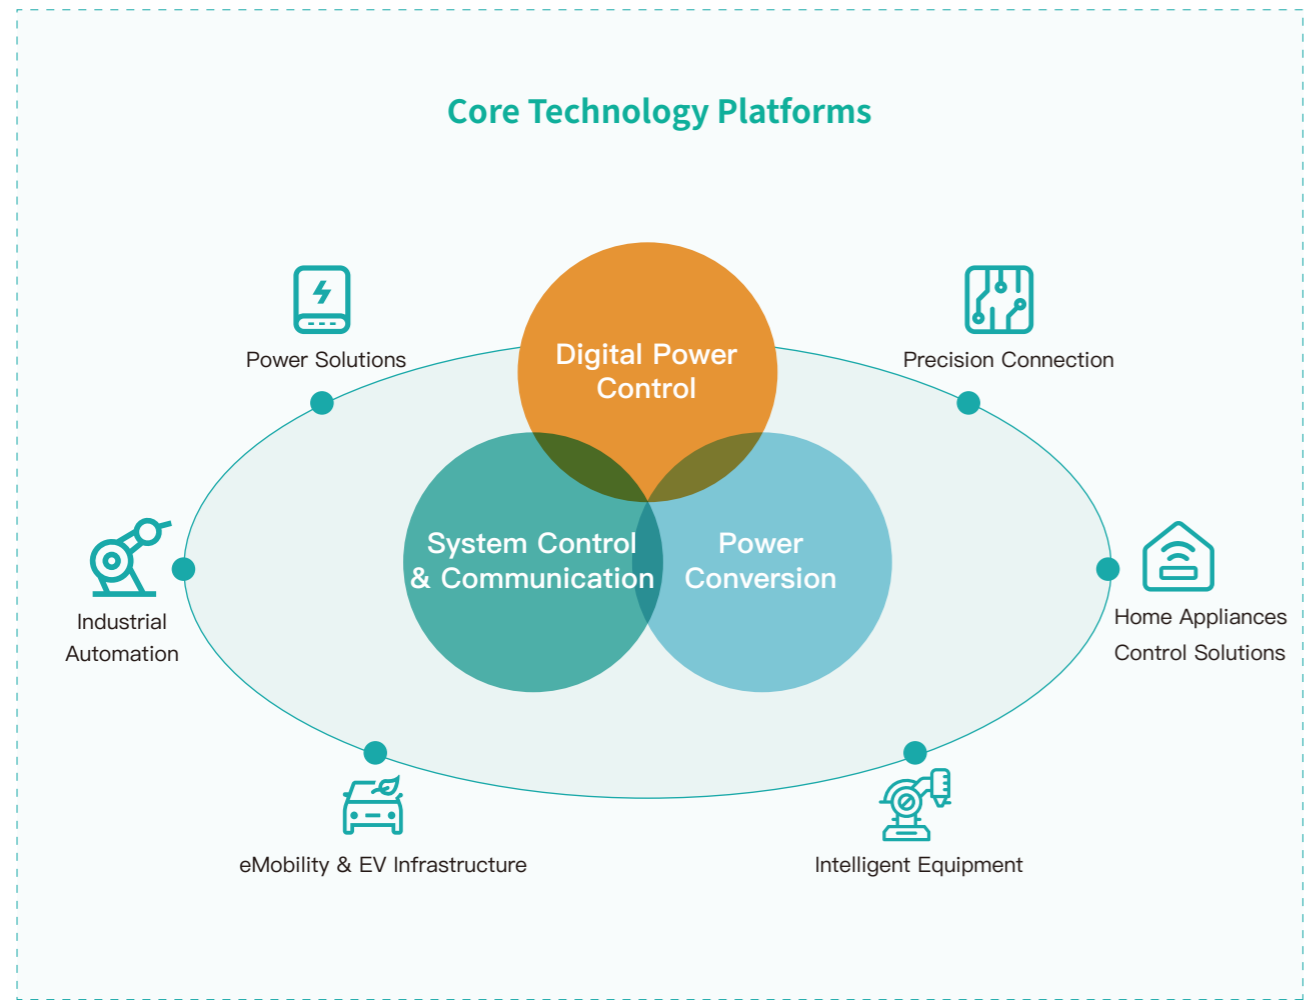 Core Technology Platforms
Power Solutions
Digital Power
Control
Precision Connection
System Control
& Communication
Power
Conversion
Industrial
Automation
Home Appliances
Control Solutions
eMobility & EV Infrastructure
Intelligent Equipment